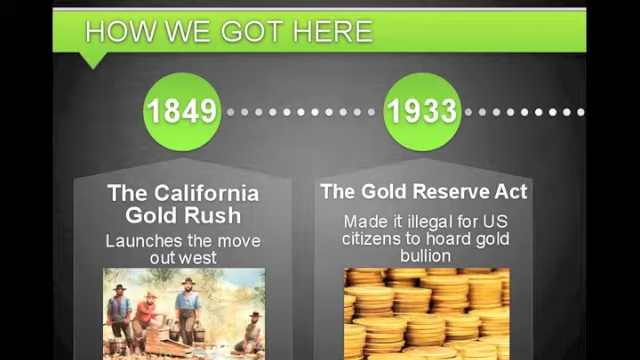 HOW WE GOT HERE
1849
1933
The California
Gold Rush
Launches the move
out west
The Gold Reserve Act
Made it illegal for US
citizens to hoard gold
bullion